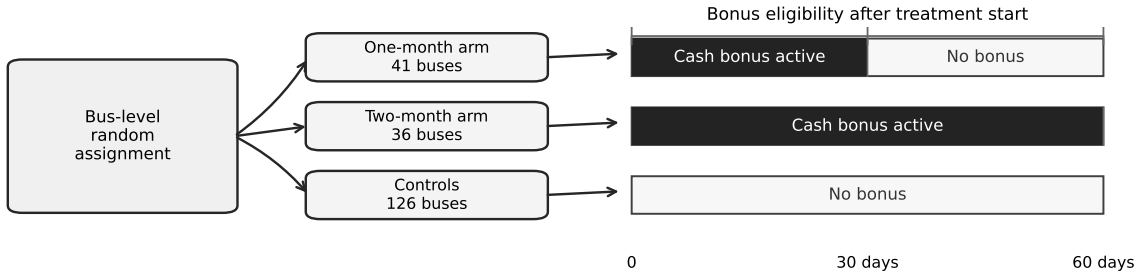 Bonus eligibility after treatment start
Bus-level
random
assignment
One-month arm
41 buses
Cash bonus active
No bonus
Two-month arm
36 buses
Cash bonus active
Controls
126 buses
No bonus
0
30 days
60 days